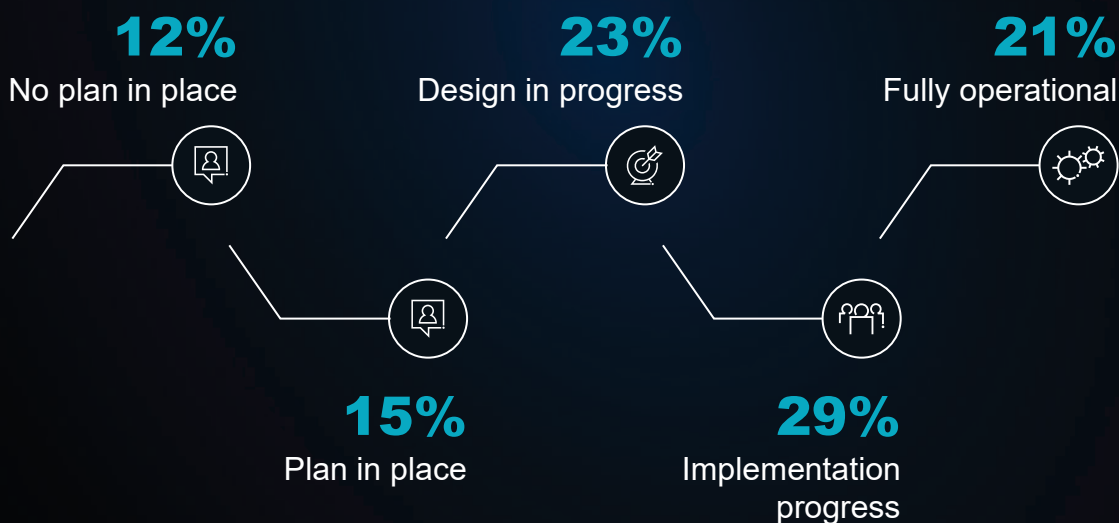 12%
No plan in place
23%
Design in progress
21%
Fully operational
15%
Plan in place
29%
Implementation
progress